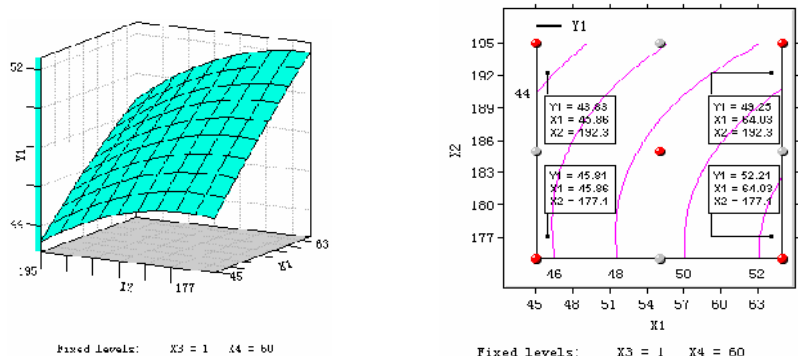 52
Y1
44
195
X2
177
45
X1
63
Fixed levels: X3 = 1 X4 = 60
Y1
195
192
189
186
183
180
177
X2
44
Y1 = 43.63
X1 = 45.86
X2 = 192.3
Y1 = 49.25
X1 = 64.03
X2 = 192.3
Y1 = 45.81
X1 = 45.86
X2 = 177.1
Y1 = 52.21
X1 = 64.03
X2 = 177.1
46 48 50 52
45 48 51 54 57 60 63
X1
Fixed levels: X3 = 1 X4 = 60